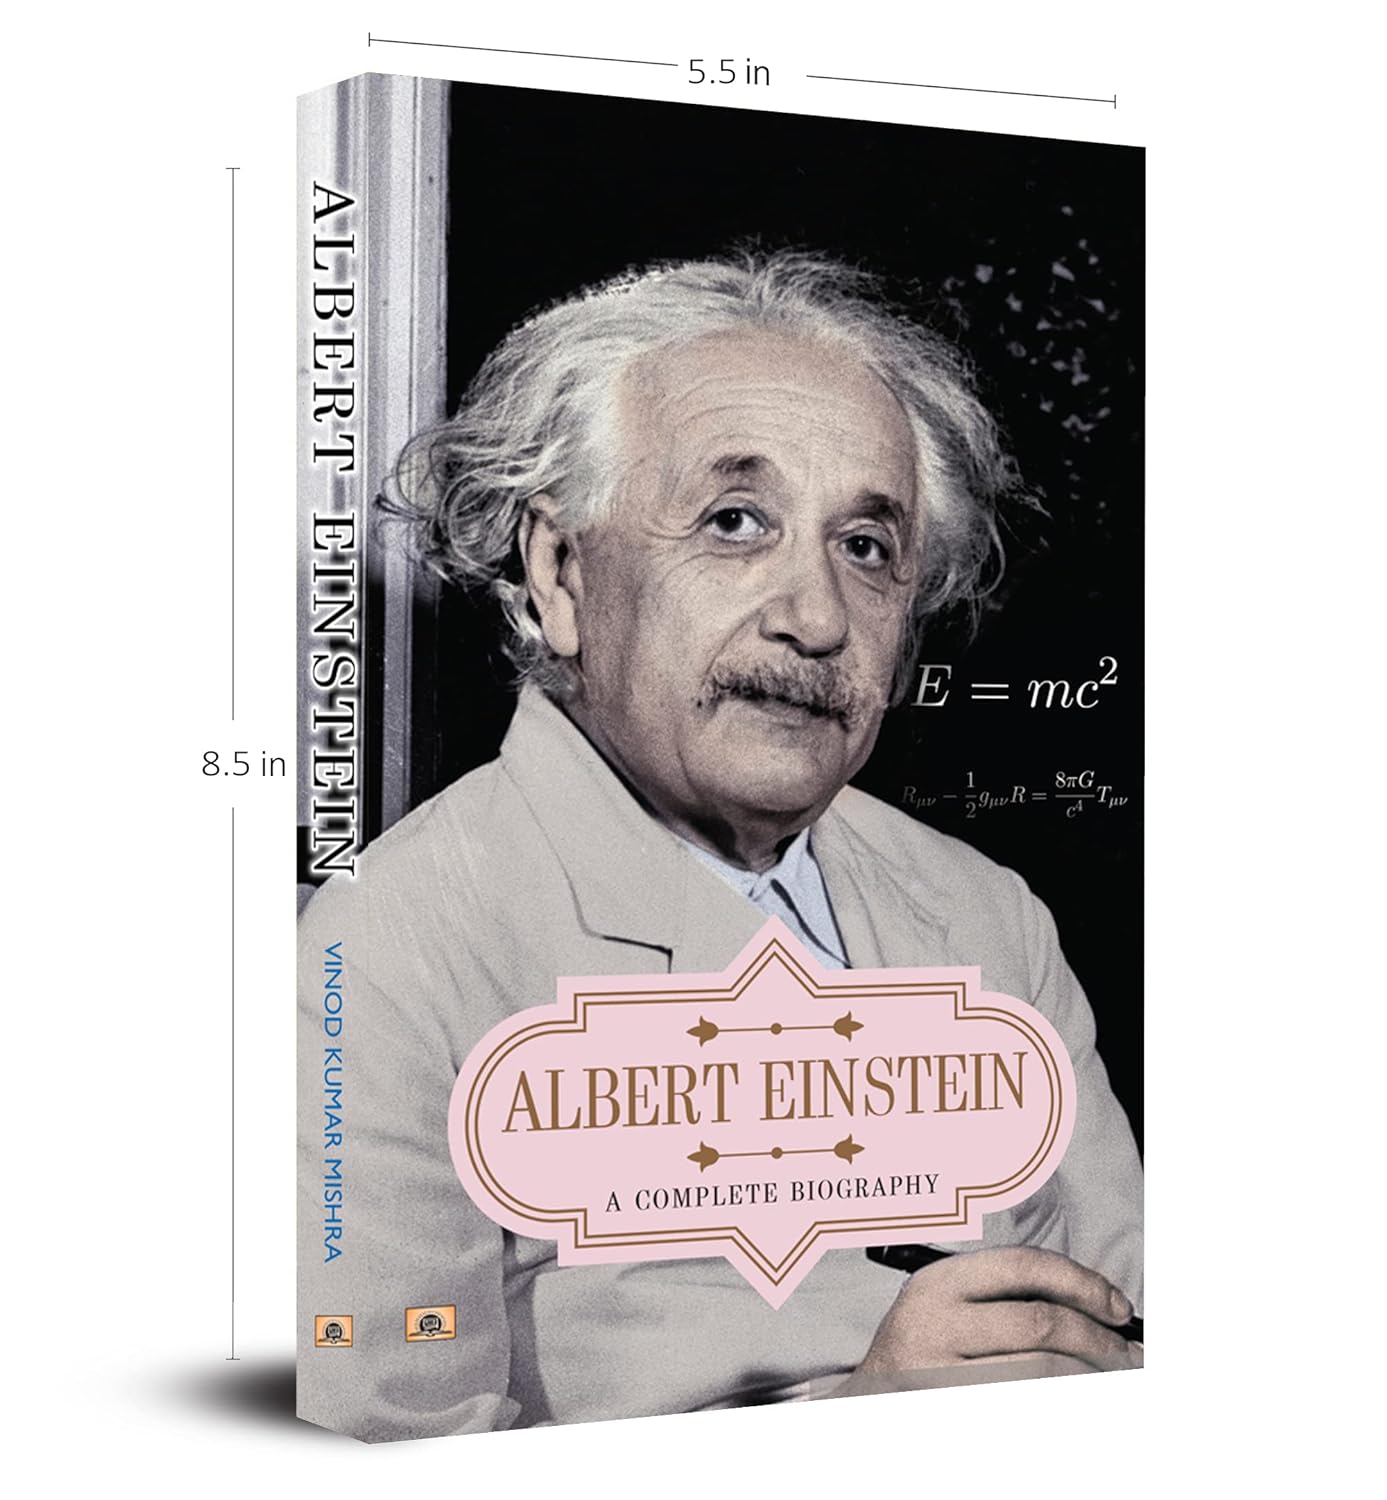 5.5 in
8.5 in
ALBERT EINSTEIN
VINOD KUMAR MISHRA
E = mc²
R_μν − 1/2 g_μν R = 8πG/c⁴ T_μν
ALBERT EINSTEIN
A COMPLETE BIOGRAPHY